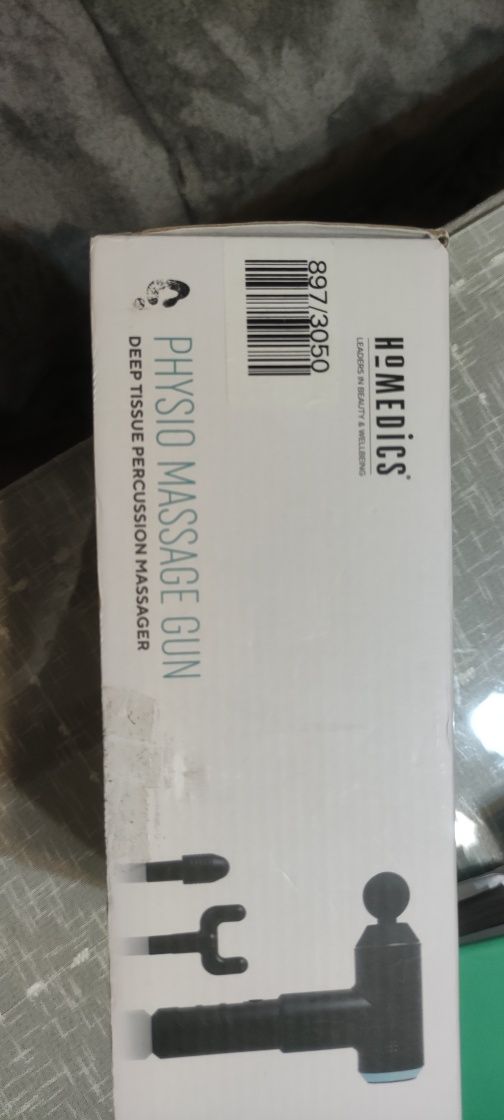 HOMEDiCS
LEADERS IN BEAUTY & WELLBEING
897/3050
PHYSIO MASSAGE GUN
DEEP TISSUE PERCUSSION MASSAGER